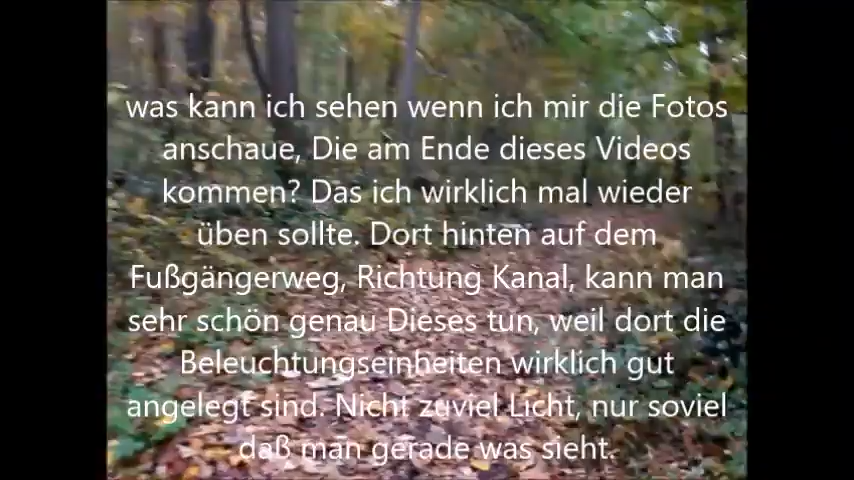 was kann ich sehen wenn ich mir die Fotos
anschaue, Die am Ende dieses Videos
kommen? Das ich wirklich mal wieder
üben sollte. Dort hinten auf dem
Fußgängerweg, Richtung Kanal, kann man
sehr schön genau Dieses tun, weil dort die
Beleuchtungseinheiten wirklich gut
angelegt sind. Nicht zuviel Licht, nur soviel
daß man gerade was sieht.